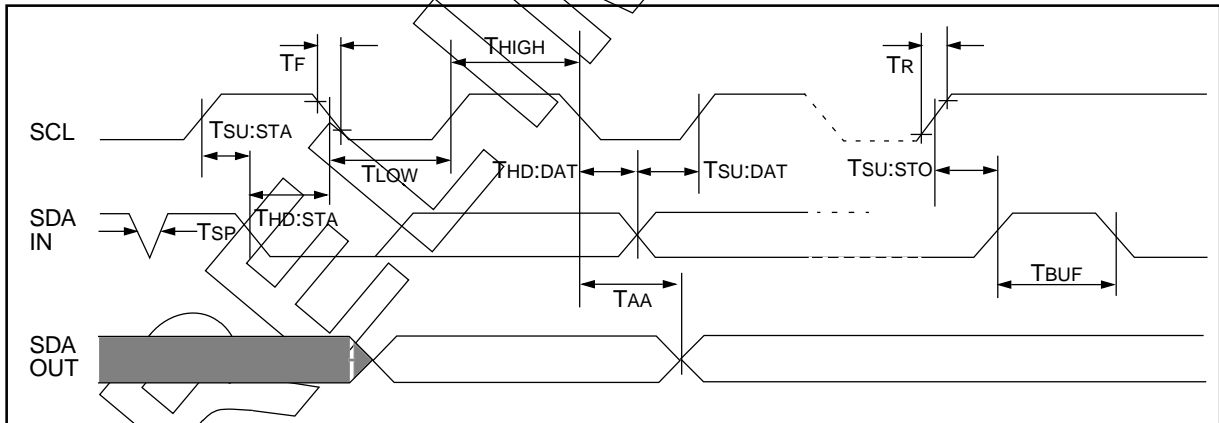 TF
THIGH
TR
SCL
TSU:STA
TLOW
THD:DAT
TSU:DAT
TSU:STO
SDA
IN
TSP
THD:STA
TAA
TBUF
SDA
OUT